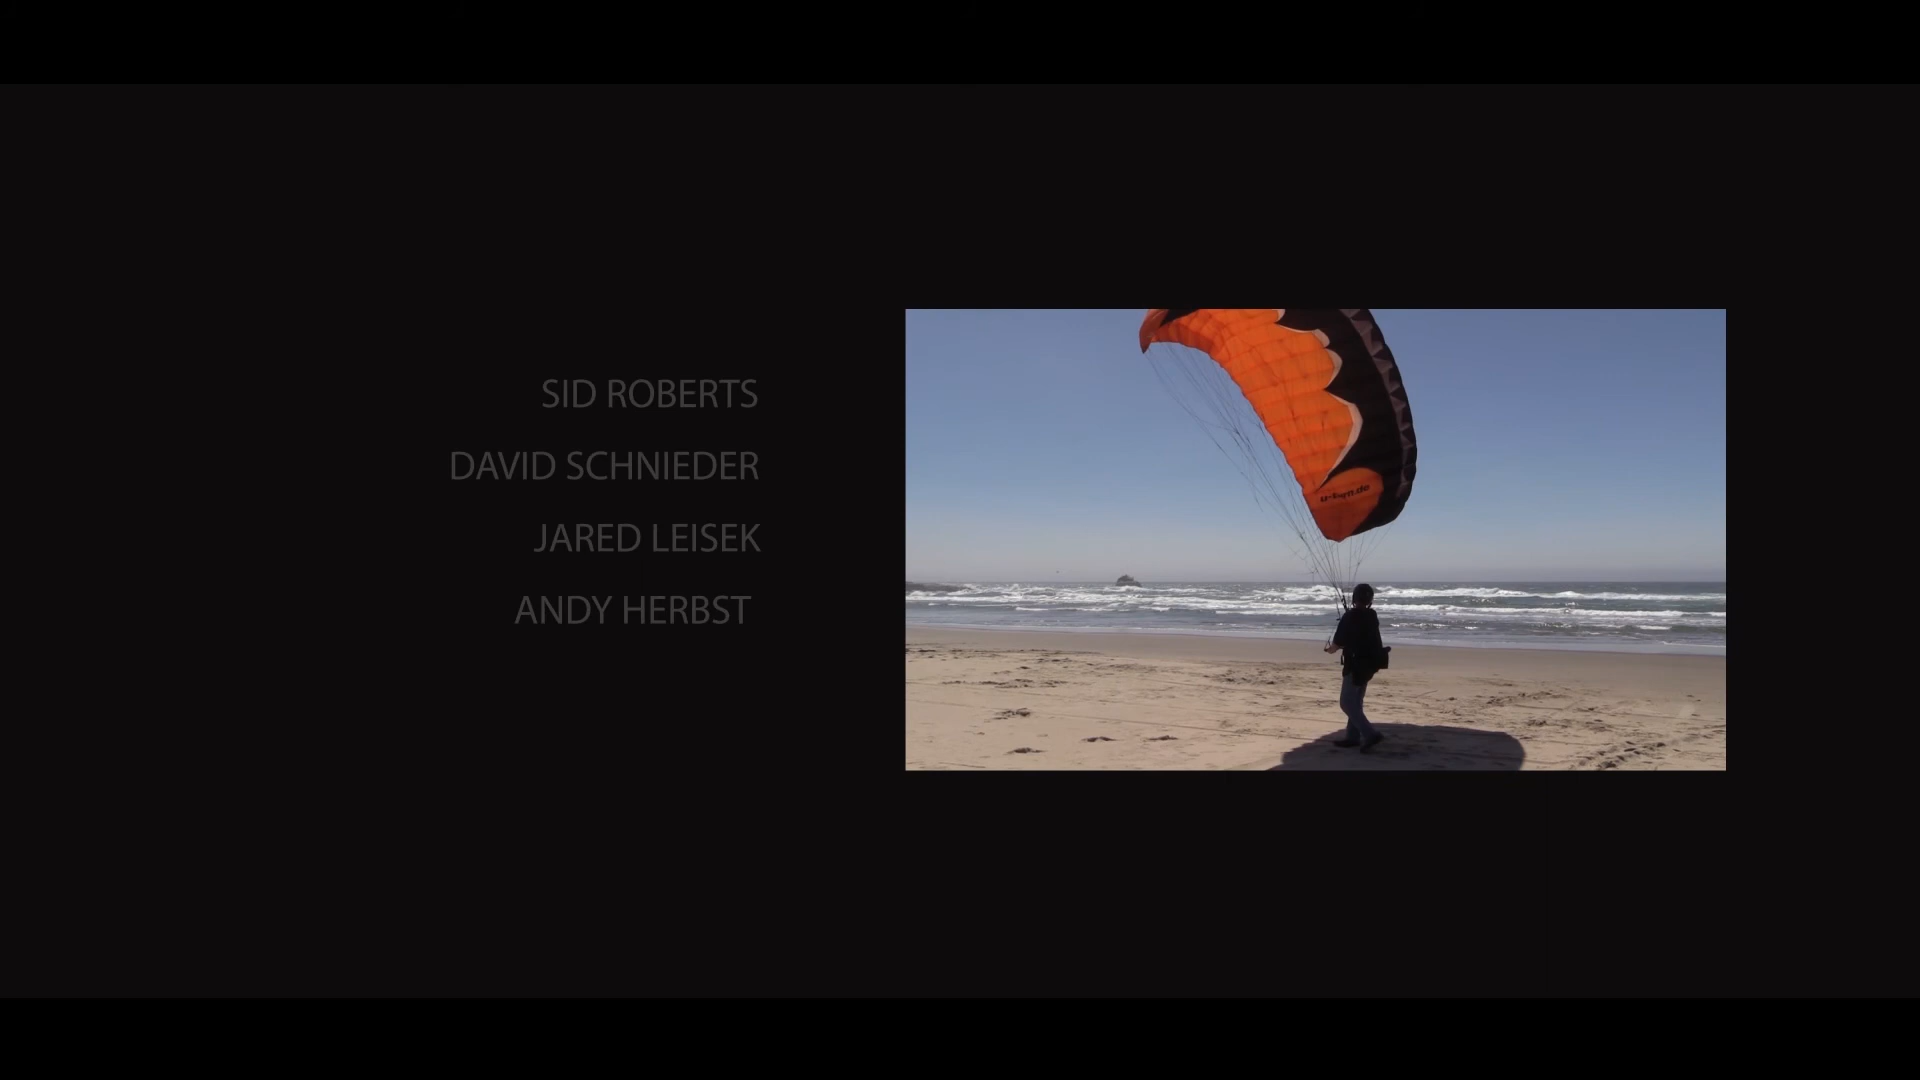 SID ROBERTS
DAVID SCHNIEDER
JARED LEISEK
ANDY HERBST